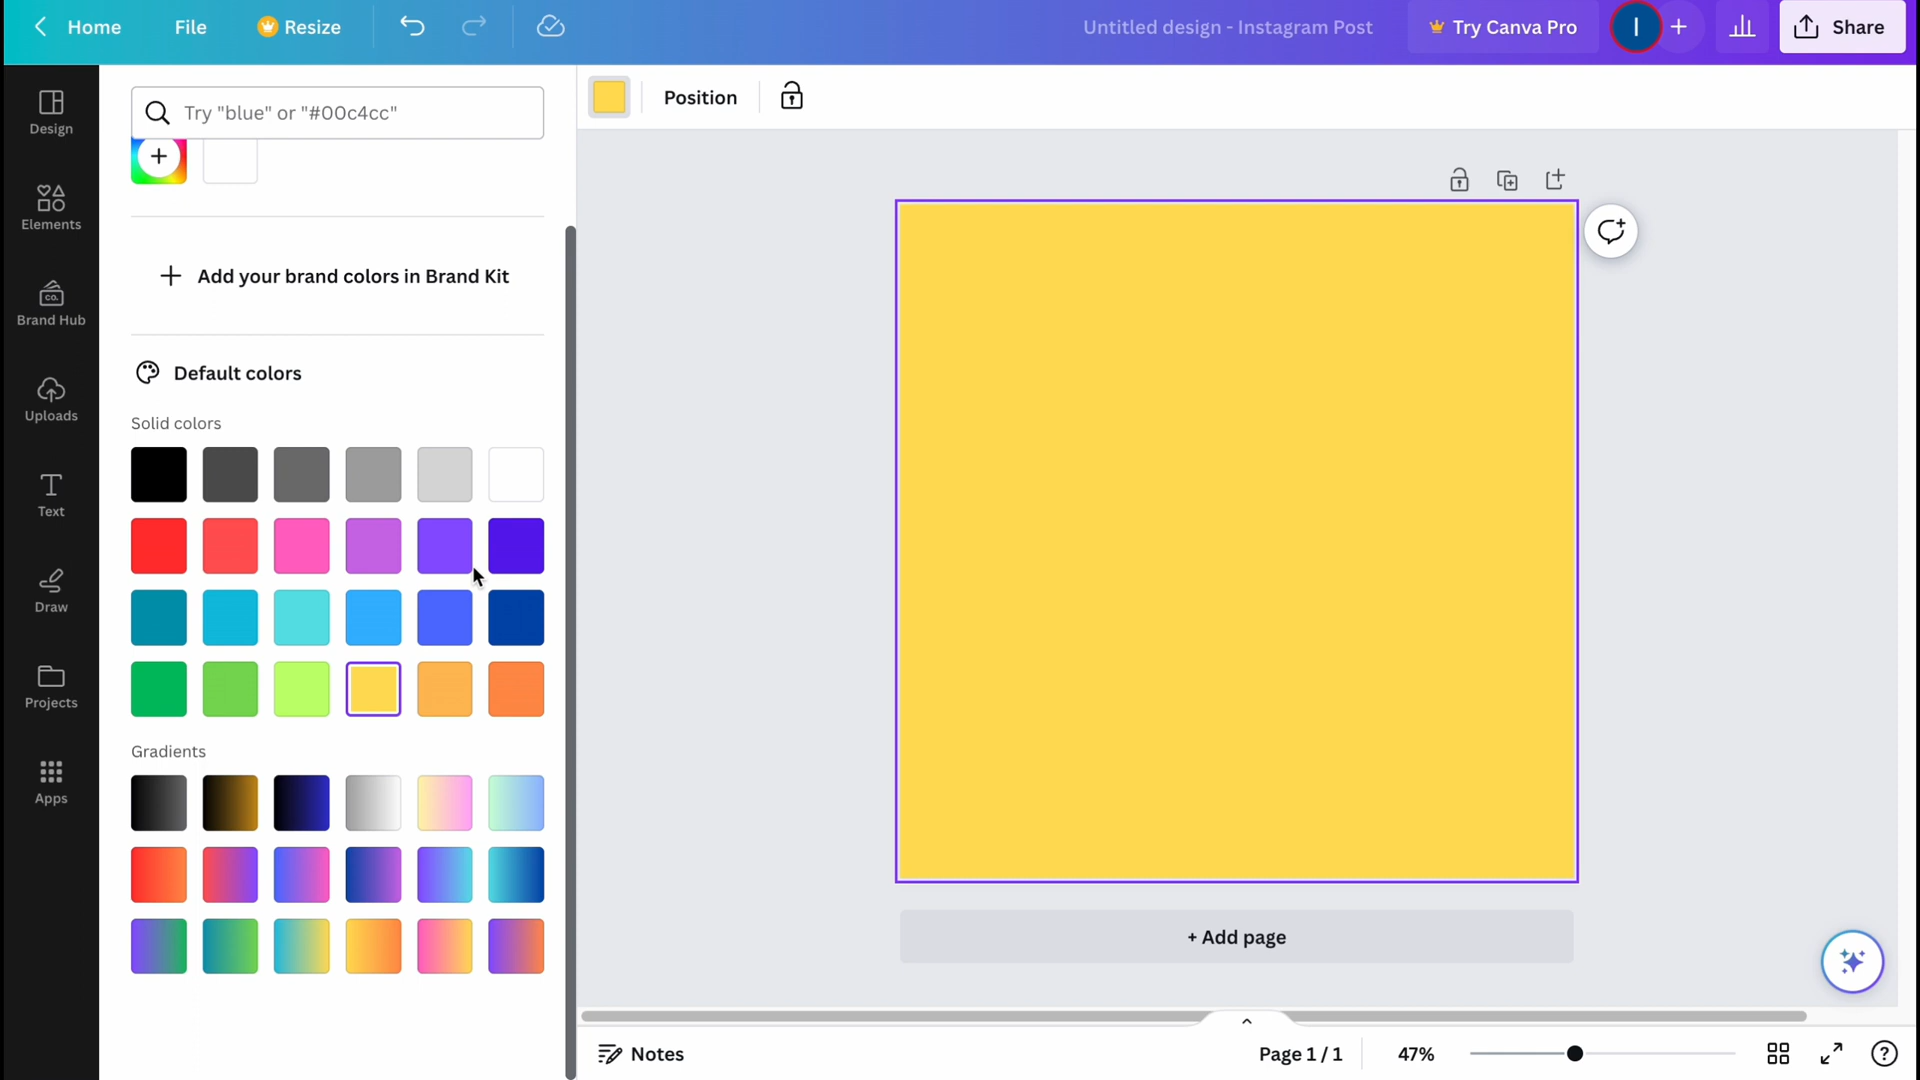 Home
File
Resize
Untitled design - Instagram Post
Try Canva Pro
I
Share
Design
Elements
CO.
Brand Hub
Uploads
Text
Draw
Projects
Apps
Try "blue" or "#00c4cc"
Add your brand colors in Brand Kit
Default colors
Solid colors
Gradients
Position
+ Add page
Notes
Page 1 / 1
47%